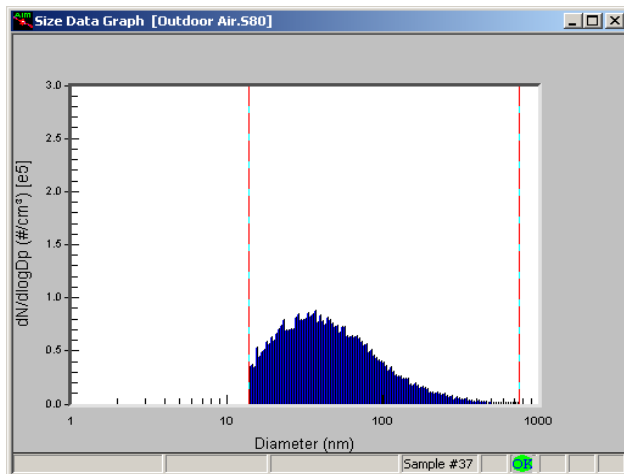 AIM
Size Data Graph [Outdoor Air.S80]
dN/dlogDp (#/cm³) [e5]
3.0
2.5
2.0
1.5
1.0
0.5
0.0
1
10
100
1000
Diameter (nm)
Sample #37
OK